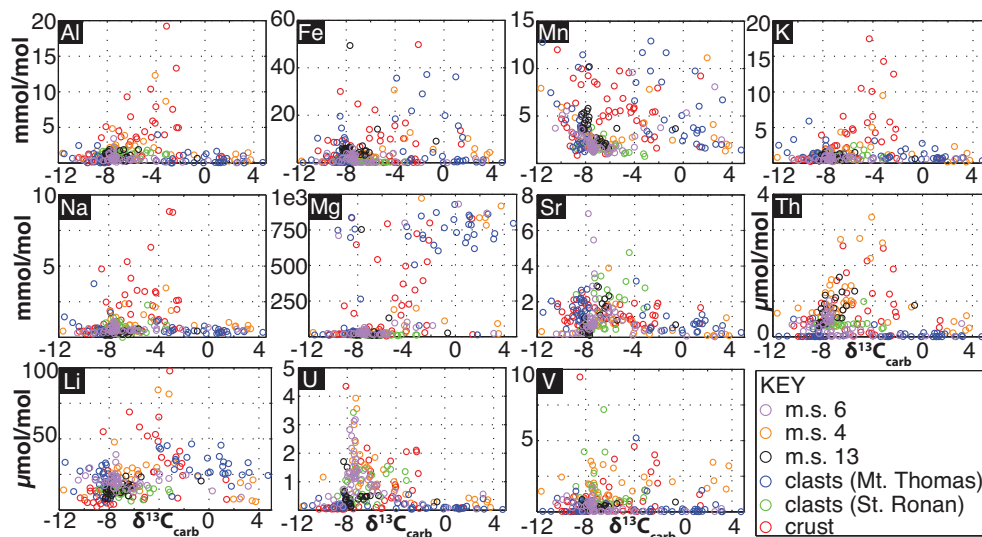 Al Fe Mn K
mmol/mol
20 15 10 5
60 40 20
15 10 5
20 15 10 5
-12 -8 -4 0 4
-12 -8 -4 0 4
-12 -8 -4 0 4
-12 -8 -4 0 4
Na Mg Sr Th
mmol/mol
10 5
1e3 750 500 250
8 6 4 2
4 2 0
µmol/mol
-12 -8 -4 0 4
-12 -8 -4 0 4
-12 -8 -4 0 4
-12 -8 -4 0 4
δ13Ccarb
Li U V
µmol/mol
100 50
5 4 3 2 1 0
10 5
-12 -8 -4 0 4
-12 -8 -4 0 4
-12 -8 -4 0 4
δ13Ccarb
δ13Ccarb
KEY
m.s. 6
m.s. 4
m.s. 13
clasts (Mt. Thomas)
clasts (St. Ronan)
crust